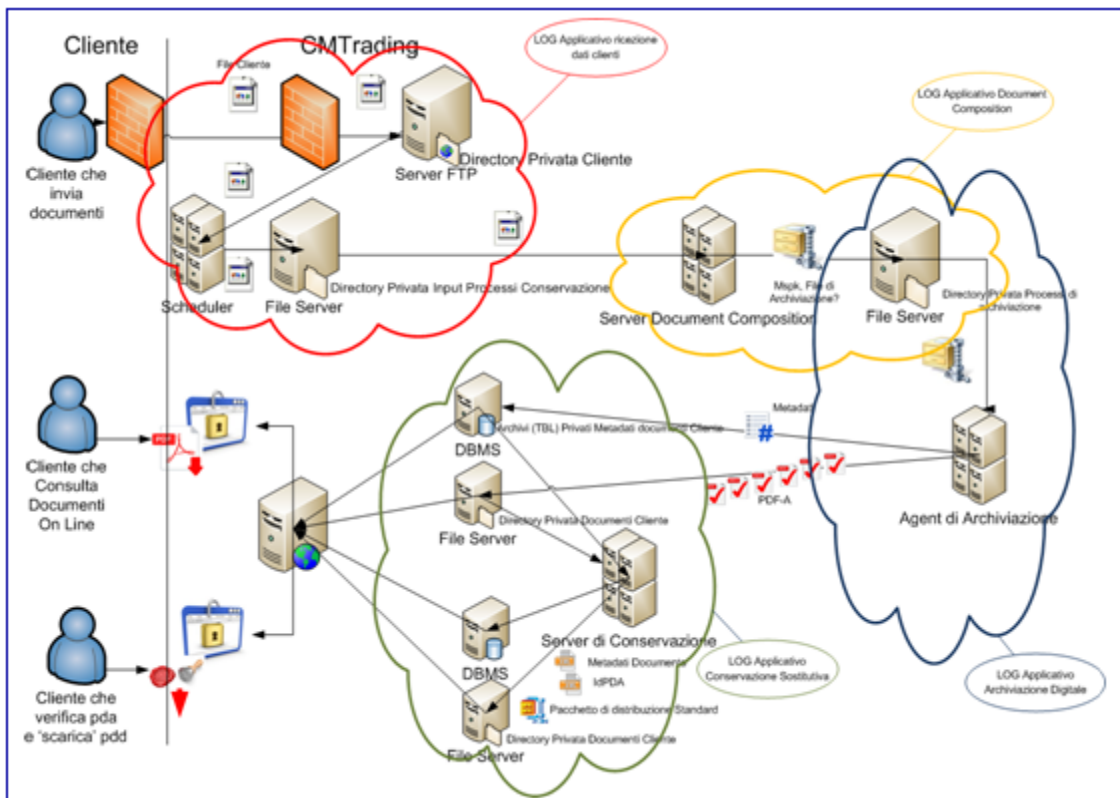 Cliente
CMTrading
LOG Applicativo ricezione
dati clienti
File Cliente
LOG Applicativo Document
Composition
Cliente che
invia
documenti
Server FTP
Directory Privata Cliente
Scheduler
File Server
Directory Privata Input Processi Conservazione
Server Document Composition
Mspk, File di
Archiviazione?
File Server
Directory Privata Processi di
archiviazione
Metadati
Archivi (TBL) Privati Metadati documenti Cliente
DBMS
PDF
Cliente che
Consulta
Documenti
On Line
PDF-A
Agent di Archiviazione
Directory Privata Documenti Cliente
File Server
Server di Conservazione
DBMS
Metadati Documento
IdPDA
LOG Applicativo
Conservazione Sostitutiva
LOG Applicativo
Archiviazione Digitale
Cliente che
verifica pda
e 'scarica' pdd
Pacchetto di distribuzione Standard
Directory Privata Documenti Cliente
File Server